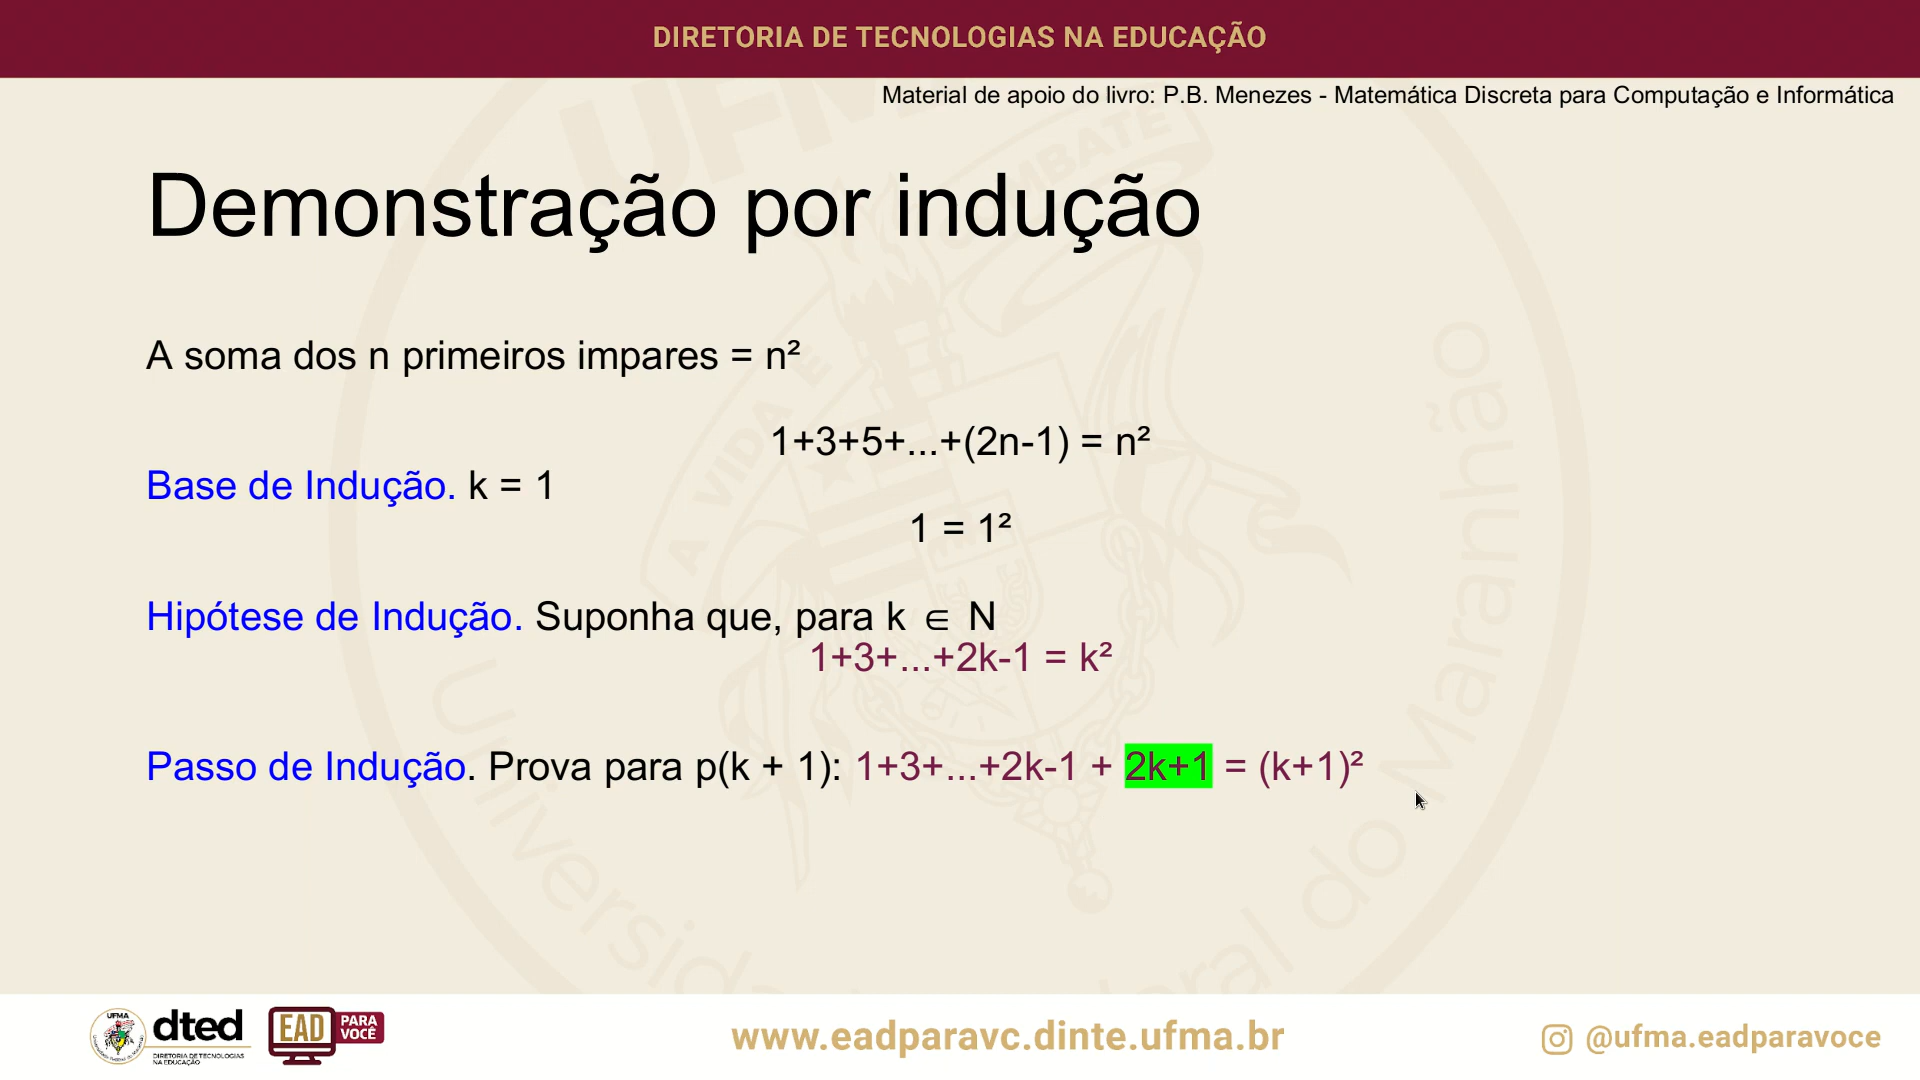 DIRETORIA DE TECNOLOGIAS NA EDUCAÇÃO
Material de apoio do livro: P.B. Menezes - Matemática Discreta para Computação e Informática
Demonstração por indução
A soma dos n primeiros impares = n²
1+3+5+...+(2n-1) = n²
Base de Indução. k = 1
1 = 1²
Hipótese de Indução. Suponha que, para k ∈ N
1+3+...+2k-1 = k²
Passo de Indução. Prova para p(k + 1): 1+3+...+2k-1 + 2k+1 = (k+1)²
UFMA
dted
DIRETORIA DE TECNOLOGIAS
NA EDUCAÇÃO
EAD
PARA
VOCÊ
www.eadparavc.dinte.ufma.br
@ufma.eadparavoce